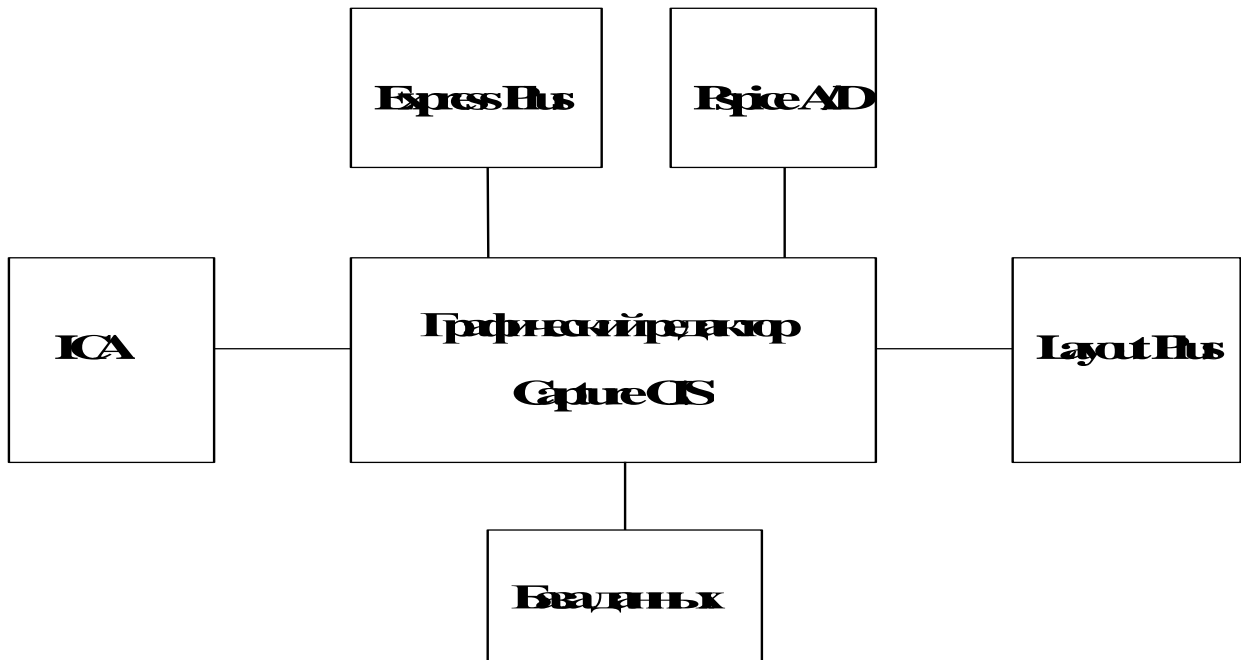 Express Plus
Pspice A/D
Графический редактор
Capture CIS
ICA
Layout Plus
База данных